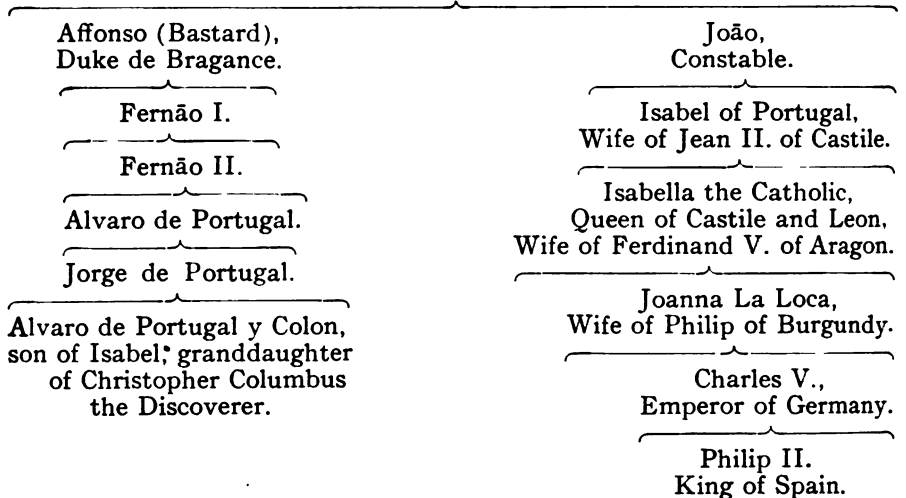 Affonso (Bastard),
Duke de Bragance.
Fernão I.
Fernão II.
Alvaro de Portugal.
Jorge de Portugal.
Alvaro de Portugal y Colon,
son of Isabel; granddaughter
of Christopher Columbus
the Discoverer.
João,
Constable.
Isabel of Portugal,
Wife of Jean II. of Castile.
Isabella the Catholic,
Queen of Castile and Leon,
Wife of Ferdinand V. of Aragon.
Joanna La Loca,
Wife of Philip of Burgundy.
Charles V.,
Emperor of Germany.
Philip II.
King of Spain.